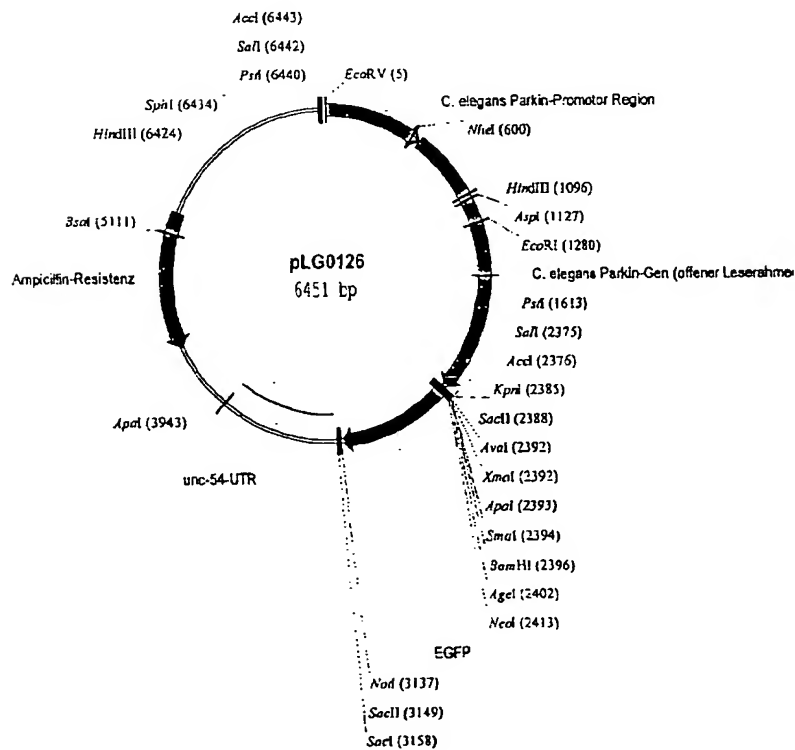 AccI (6443)
SalI (6442)
PstI (6440)
EcoRV (5)
SphI (6434)
HindIII (6424)
C. elegans Parkin-Promotor Region
NheI (600)
HindIII (1096)
AspI (1127)
EcoRI (1280)
BsaI (5111)
pLG0126
6451 bp
Ampicillin-Resistenz
C. elegans Parkin-Gen (offener Leserahmen
PstI (1613)
SalI (2375)
AccI (2376)
KpnI (2385)
SacII (2388)
AvaI (2392)
XmaI (2392)
ApaI (2393)
SmaI (2394)
BamHI (2396)
AgeI (2402)
NcoI (2413)
ApaI (3943)
unc-54-UTR
EGFP
NotI (3137)
SacII (3149)
SacI (3158)